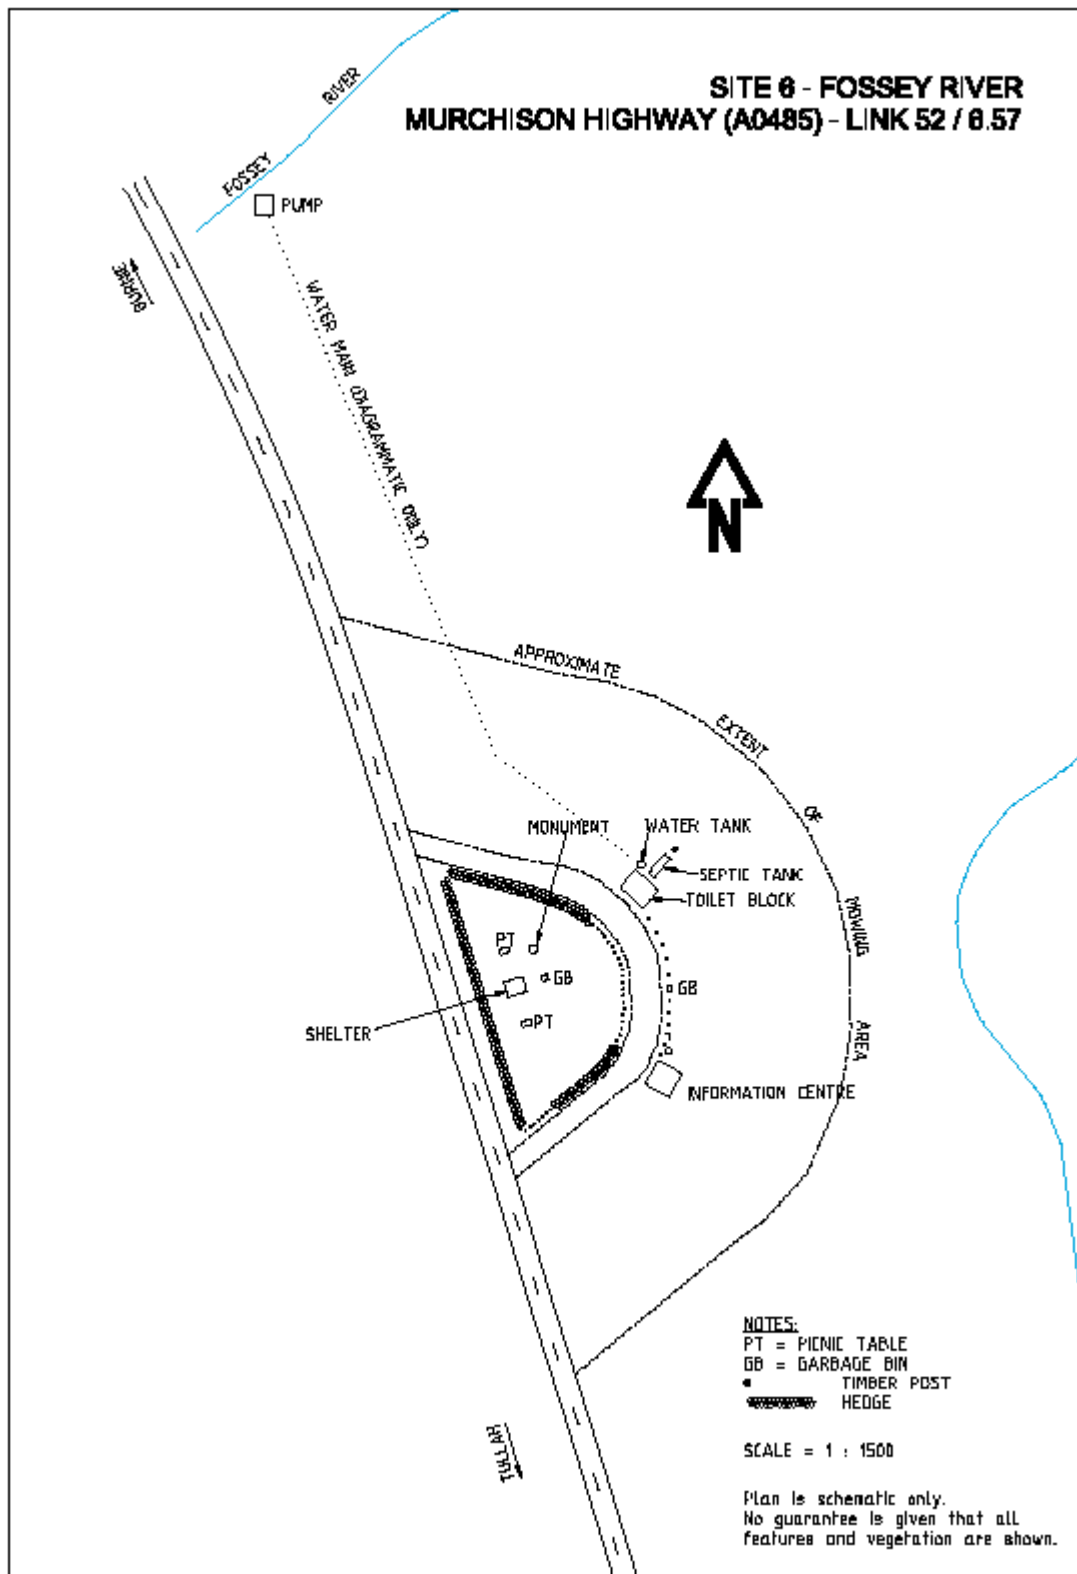 SITE 6 - FOSSEY RIVER
MURCHISON HIGHWAY (A0485) - LINK 52 / 6.57
FOSSEY RIVER
PUMP
BURNIE
WATER MAIN (DIAGRAMMATIC ONLY)
N
APPROXIMATE EXTENT OF MOWING AREA
MONUMENT
WATER TANK
SEPTIC TANK
TOILET BLOCK
PT
GB
GB
PT
SHELTER
INFORMATION CENTRE
TULLAH
NOTES:
PT = PICNIC TABLE
GB = GARBAGE BIN
TIMBER POST
HEDGE
SCALE = 1 : 1500
Plan is schematic only.
No guarantee is given that all
features and vegetation are shown.